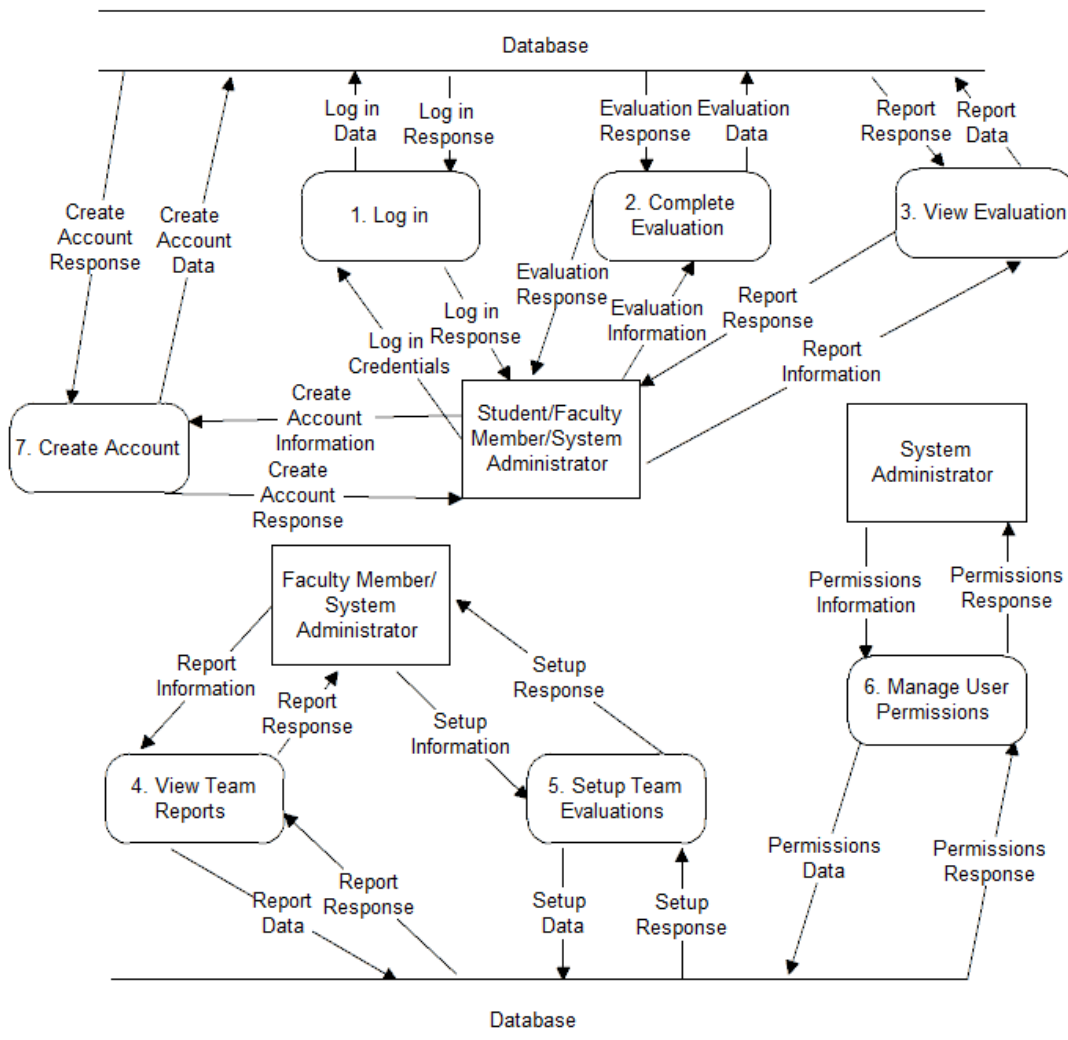 Database
Log in
Data
Log in
Response
Evaluation
Response
Evaluation
Data
Report
Response
Report
Data
1. Log in
2. Complete
Evaluation
3. View Evaluation
Create
Account
Response
Create
Account
Data
Evaluation
Response
Evaluation
Information
Report
Response
Log in
Response
Log in
Credentials
Report
Information
Create
Account
Information
7. Create Account
Student/Faculty
Member/System
Administrator
System
Administrator
Create
Account
Response
Faculty Member/
System
Administrator
Permissions
Information
Permissions
Response
Report
Information
Report
Response
Setup
Response
Setup
Information
6. Manage User
Permissions
4. View Team
Reports
5. Setup Team
Evaluations
Report
Data
Report
Response
Setup
Data
Setup
Response
Permissions
Data
Permissions
Response
Database